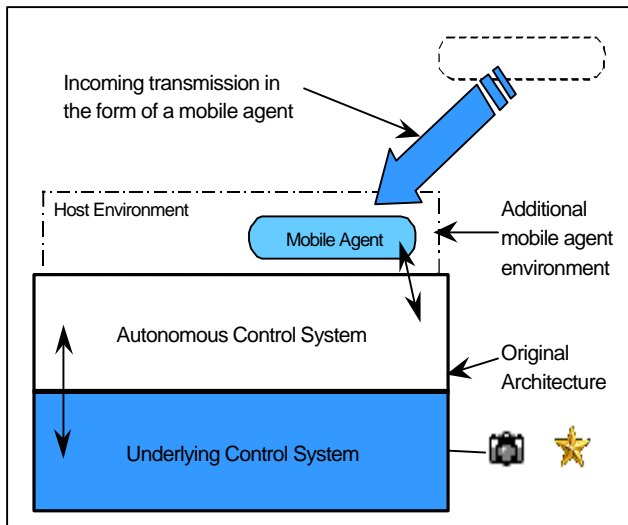 Incoming transmission in
the form of a mobile agent
Host Environment
Mobile Agent
Additional
mobile agent
environment
Autonomous Control System
Original
Architecture
Underlying Control System